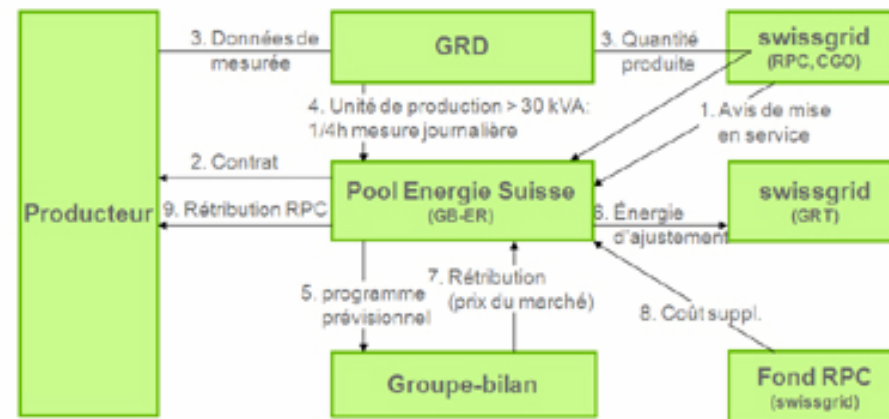 3. Données de
mesurée
GRD
3. Quantité
produite
swissgrid
(RPC, CGO)
4. Unité de production > 30 kVA:
1/4h mesure journalière
1. Avis de mise
en service
2. Contrat
Producteur
9. Rétribution RPC
Pool Energie Suisse
(GB-ER)
6. Énergie
d'ajustement
swissgrid
(GRT)
5. programme
prévisionnel
7. Rétribution
(prix du marché)
8. Coût suppl.
Groupe-bilan
Fond RPC
(swissgrid)